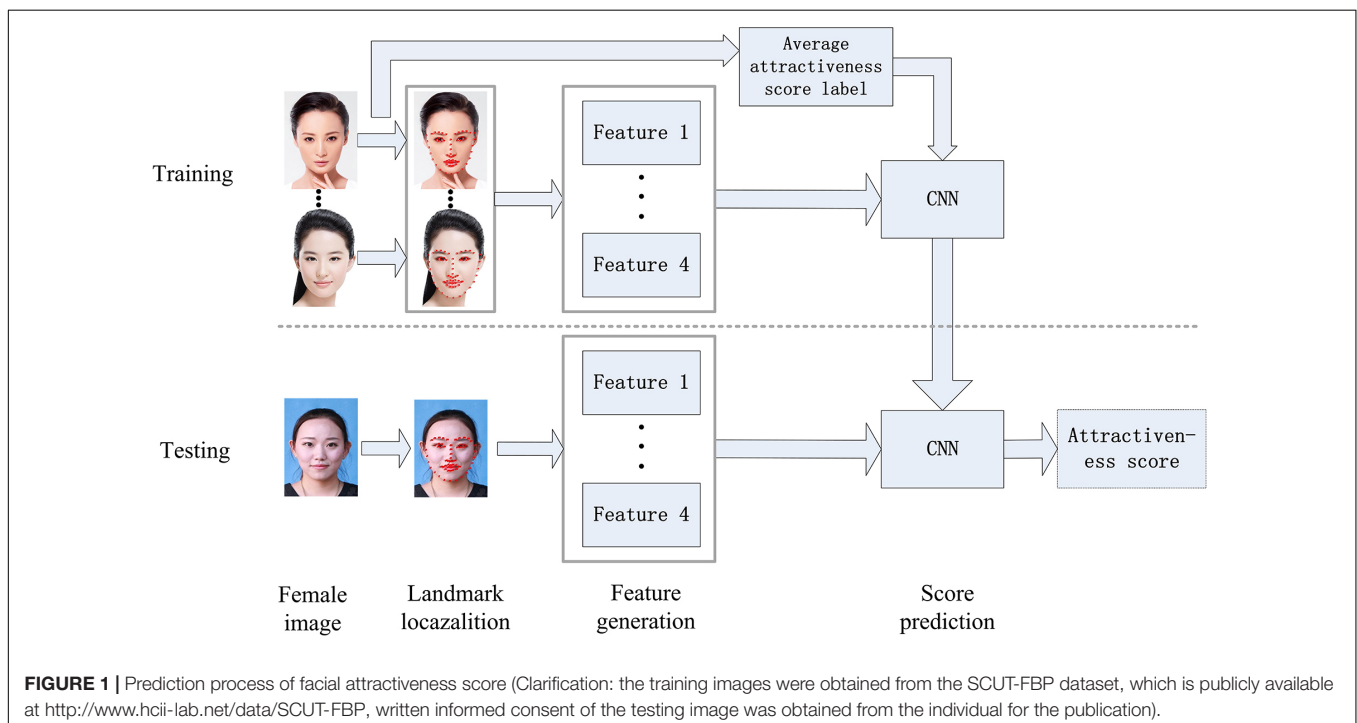 Average
attractiveness
score label
Training
Feature 1
Feature 4
CNN
Testing
Feature 1
Feature 4
CNN
Attractiven-
ess score
Female
image
Landmark
locazalition
Feature
generation
Score
prediction
FIGURE 1 | Prediction process of facial attractiveness score (Clarification: the training images were obtained from the SCUT-FBP dataset, which is publicly available
at http://www.hcii-lab.net/data/SCUT-FBP, written informed consent of the testing image was obtained from the individual for the publication).